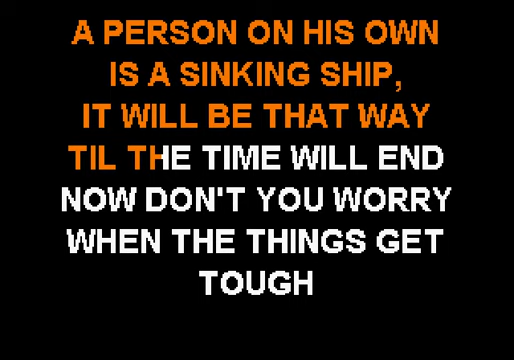 A PERSON ON HIS OWN
IS A SINKING SHIP,
IT WILL BE THAT WAY
TIL THE TIME WILL END
NOW DON'T YOU WORRY
WHEN THE THINGS GET
TOUGH